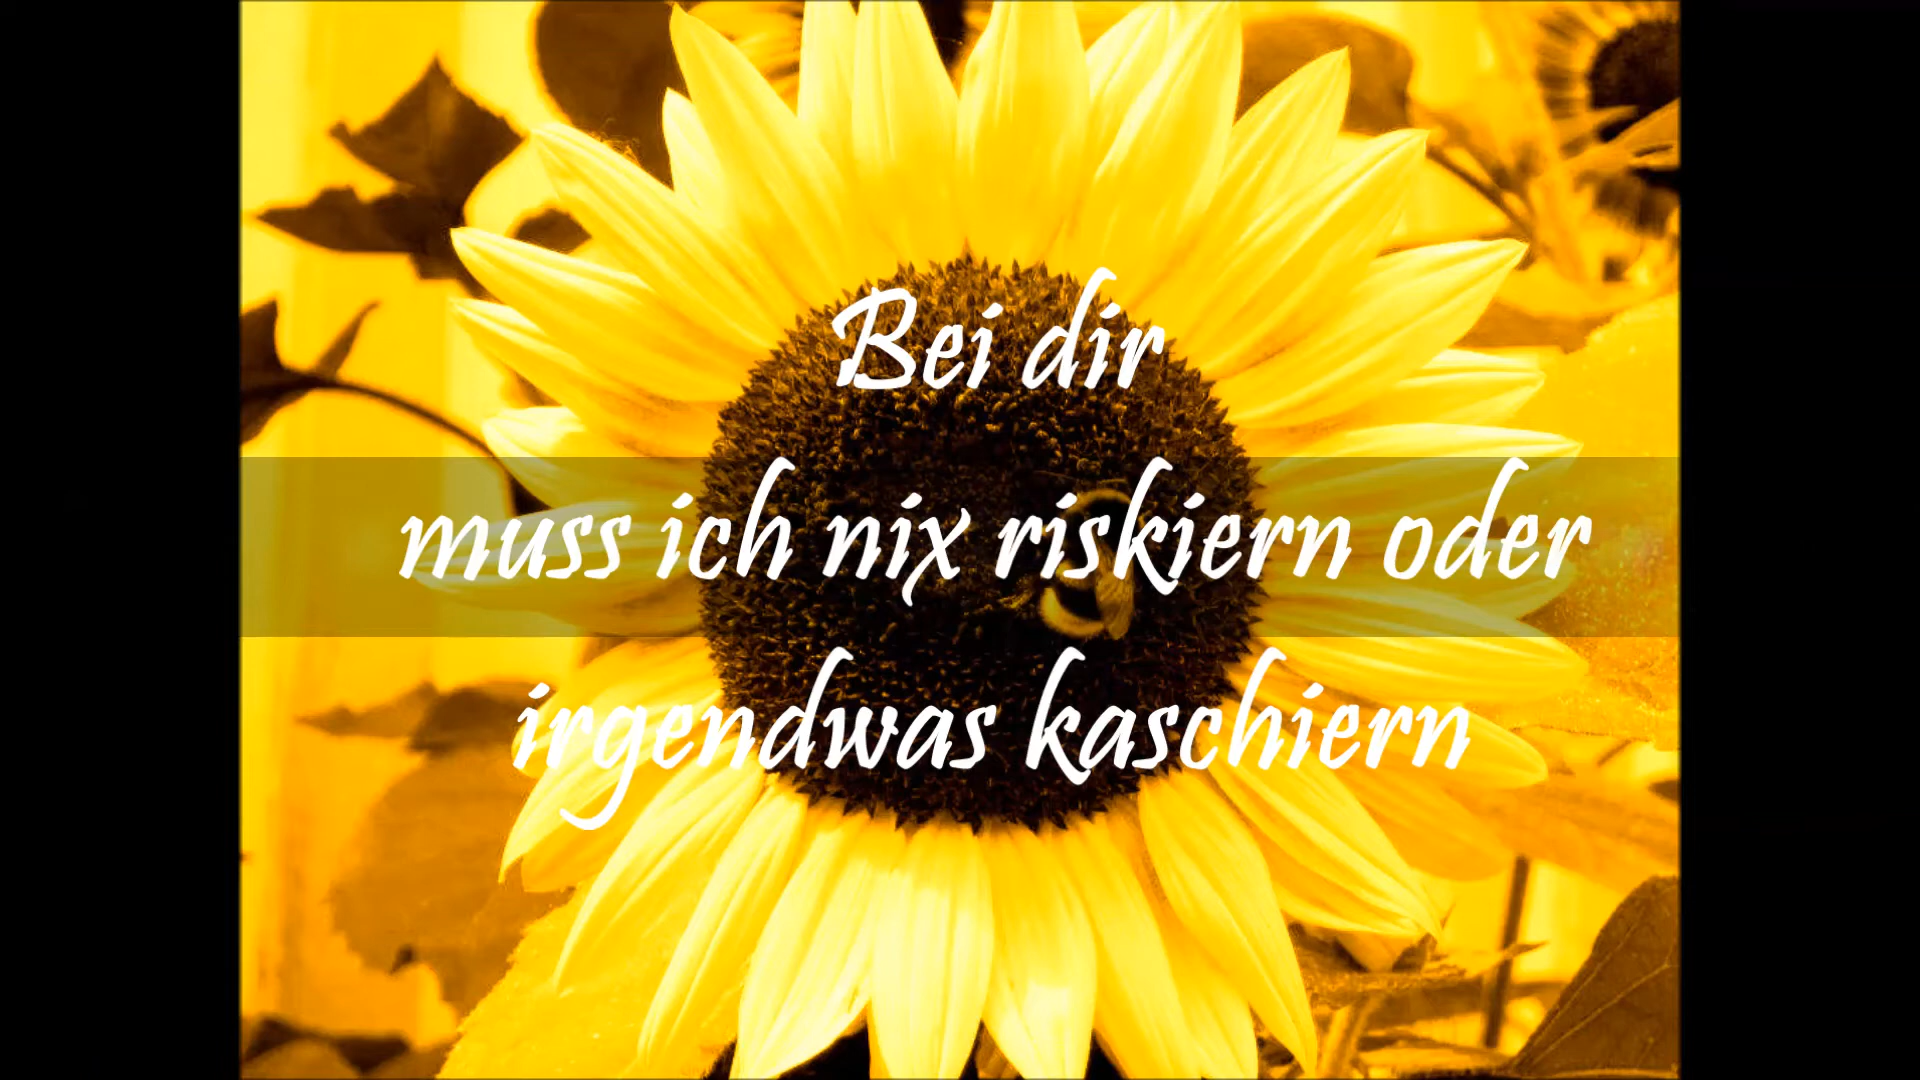 Bei dir
muss ich nix riskiern oder
irgendwas kaschiern